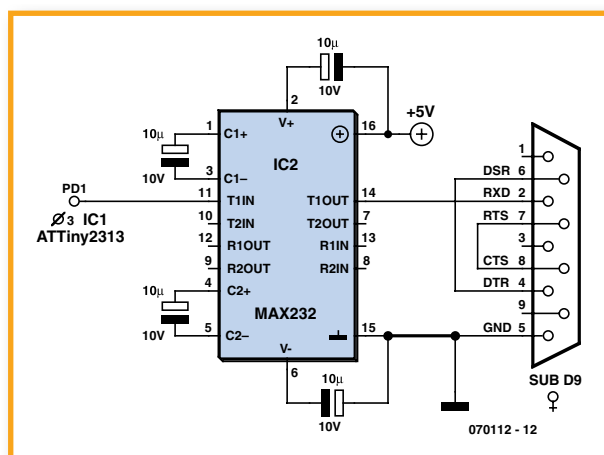 10µ
10V
2
V+
+5V
10µ
10V
1
C1+
16
3
C1–
IC2
PD1
3 IC1
ATTiny2313
11
T1IN
T1OUT
14
10
T2IN
T2OUT
7
12
R1OUT
R1IN
13
9
R2OUT
R2IN
8
10µ
10V
4
C2+
MAX232
5
C2–
15
V-
6
10µ
10V
1
DSR 6
RXD 2
RTS 7
3
CTS 8
DTR 4
9
GND 5
SUB D9
070112 - 12